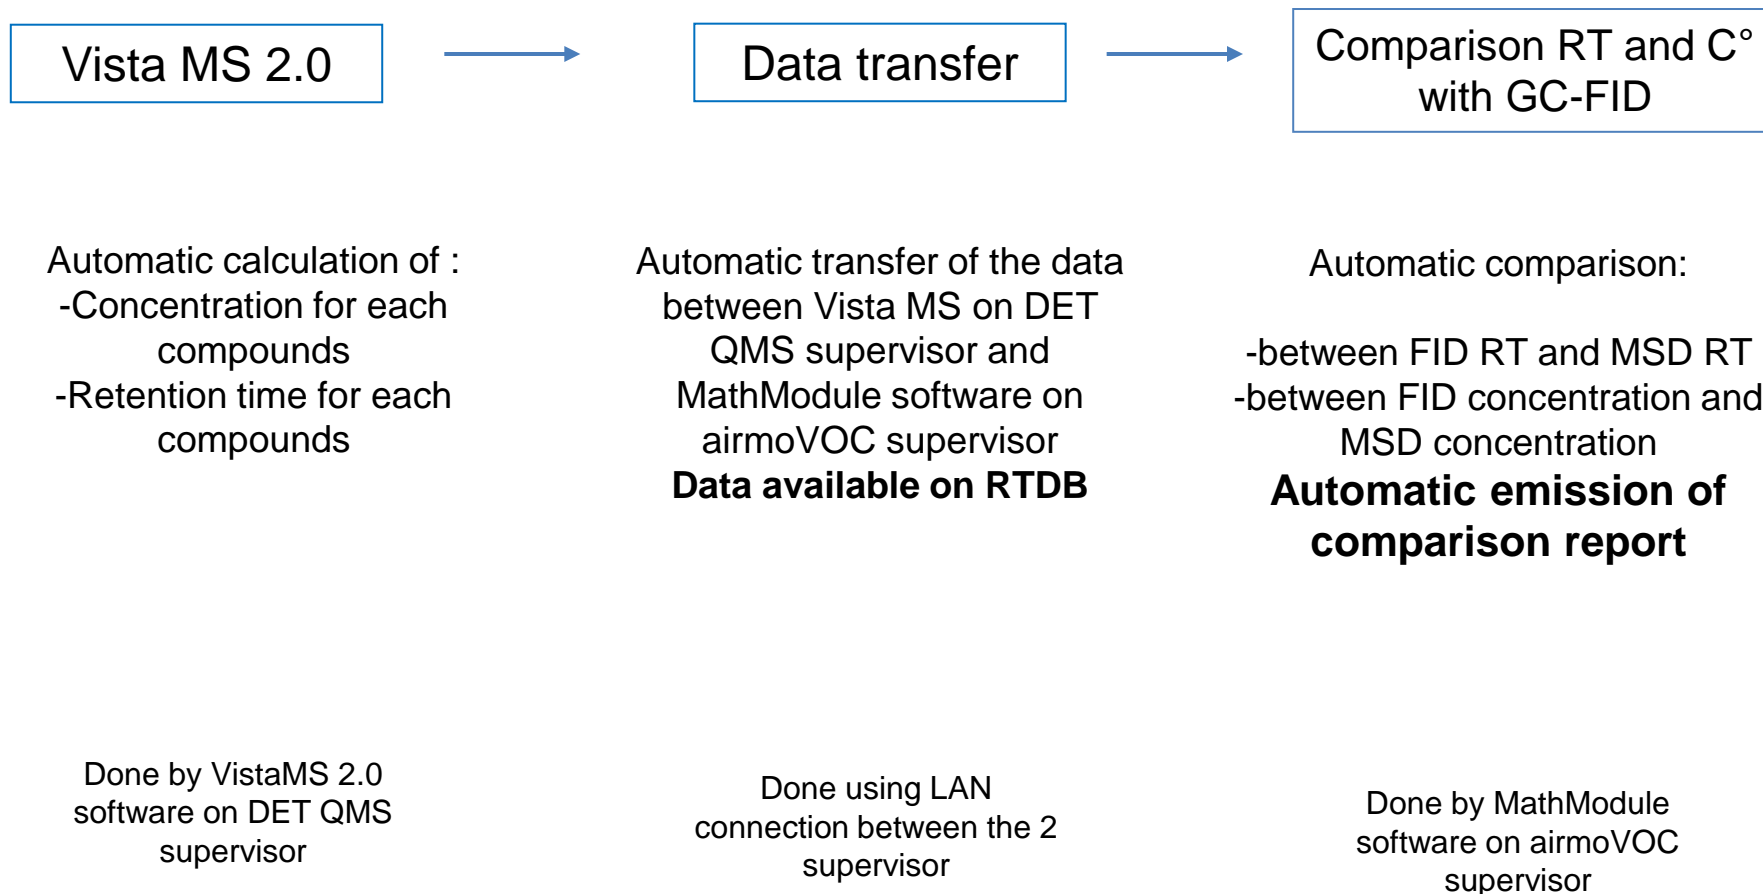 Vista MS 2.0
Data transfer
Comparison RT and C°
with GC-FID
Automatic calculation of :
-Concentration for each
compounds
-Retention time for each
compounds
Automatic transfer of the data
between Vista MS on DET
QMS supervisor and
MathModule software on
airmoVOC supervisor
Data available on RTDB
Automatic comparison:
-between FID RT and MSD RT
-between FID concentration and
MSD concentration
Automatic emission of
comparison report
Done by VistaMS 2.0
software on DET QMS
supervisor
Done using LAN
connection between the 2
supervisor
Done by MathModule
software on airmoVOC
supervisor